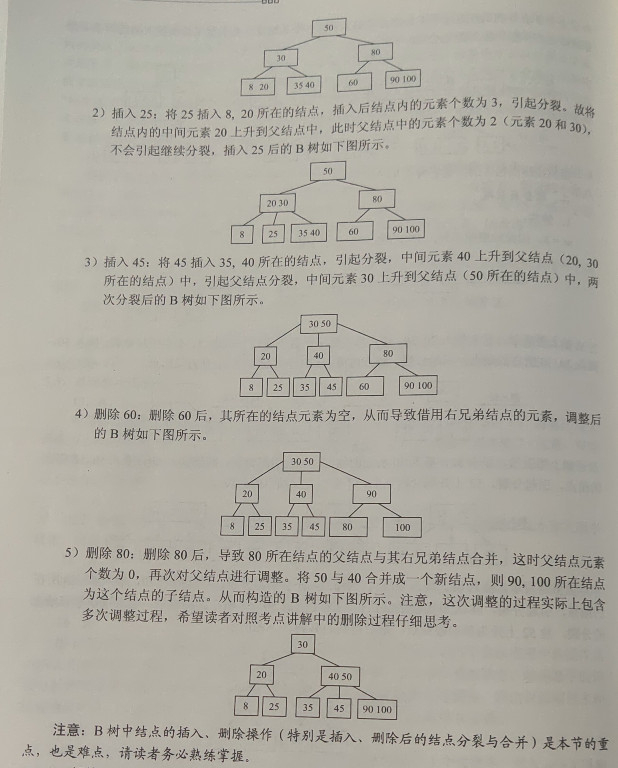 50
30 80
8 20 35 40 60 90 100
2）插入 25：将 25 插入 8, 20 所在的结点，插入后结点内的元素个数为 3，引起分裂。故将
结点内的中间元素 20 上升到父结点中，此时父结点中的元素个数为 2（元素 20 和 30），
不会引起继续分裂，插入 25 后的 B 树如下图所示。
50
20 30 80
8 25 35 40 60 90 100
3）插入 45：将 45 插入 35, 40 所在的结点，引起分裂，中间元素 40 上升到父结点（20, 30
所在的结点）中，引起父结点分裂，中间元素 30 上升到父结点（50 所在的结点）中，两
次分裂后的 B 树如下图所示。
30 50
20 40 80
8 25 35 45 60 90 100
4）删除 60：删除 60 后，其所在的结点元素为空，从而导致借用右兄弟结点的元素，调整后
的 B 树如下图所示。
30 50
20 40 90
8 25 35 45 80 100
5）删除 80：删除 80 后，导致 80 所在结点的父结点与其右兄弟结点合并，这时父结点元素
个数为 0，再次对父结点进行调整。将 50 与 40 合并成一个新结点，则 90, 100 所在结点
为这个结点的子结点。从而构造的 B 树如下图所示。注意，这次调整的过程实际上包含
多次调整过程，希望读者对照考点讲解中的删除过程仔细思考。
30
20 40 50
8 25 35 45 90 100
注意：B 树中结点的插入、删除操作（特别是插入、删除后的结点分裂与合并）是本节的重
点，也是难点，请读者务必熟练掌握。